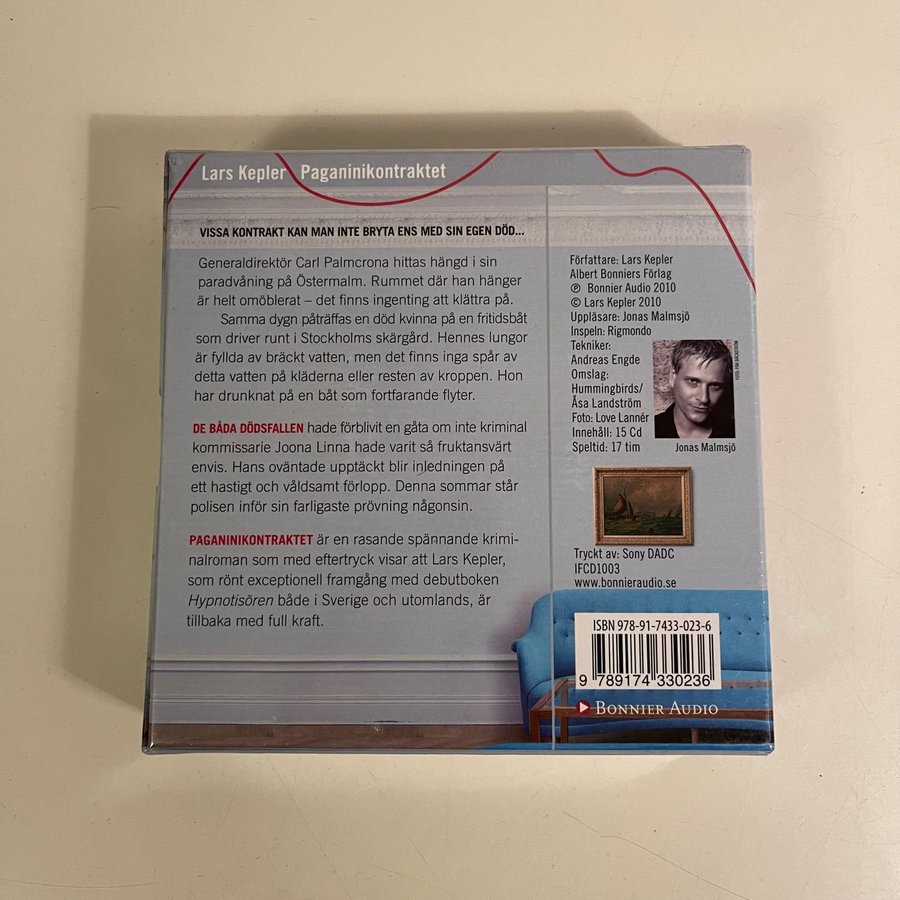 Lars Kepler Paganinikontraktet
VISSA KONTRAKT KAN MAN INTE BRYTA ENS MED SIN EGEN DÖD...
Generaldirektör Carl Palmcrona hittas hängd i sin
paradvåning på Östermalm. Rummet där han hänger
är helt omöblerat – det finns ingenting att klättra på.
Samma dygn påträffas en död kvinna på en fritidsbåt
som driver runt i Stockholms skärgård. Hennes lungor
är fyllda av bräckt vatten, men det finns inga spår av
detta vatten på kläderna eller resten av kroppen. Hon
har drunknat på en båt som fortfarande flyter.
DE BÅDA DÖDSFALLEN hade förblivit en gåta om inte kriminal
kommissarie Joona Linna hade varit så fruktansvärt
envis. Hans oväntade upptäckt blir inledningen på
ett hastigt och våldsamt förlopp. Denna sommar står
polisen inför sin farligaste prövning någonsin.
PAGANINIKONTRAKTET är en rasande spännande krimi-
nalroman som med eftertryck visar att Lars Kepler,
som rönt exceptionell framgång med debutboken
Hypnotisören både i Sverige och utomlands, är
tillbaka med full kraft.
Författare: Lars Kepler
Albert Bonniers Förlag
℗ Bonnier Audio 2010
© Lars Kepler 2010
Uppläsare: Jonas Malmsjö
Inspeln: Rigmondo
Tekniker:
Andreas Engde
Omslag:
Hummingbirds/
Åsa Landström
Foto: Love Lannér
Innehåll: 15 Cd
Speltid: 17 tim
Jonas Malmsjö
Tryckt av: Sony DADC
IFCD1003
www.bonnieraudio.se
ISBN 978-91-7433-023-6
9 789174 330236
BONNIER AUDIO